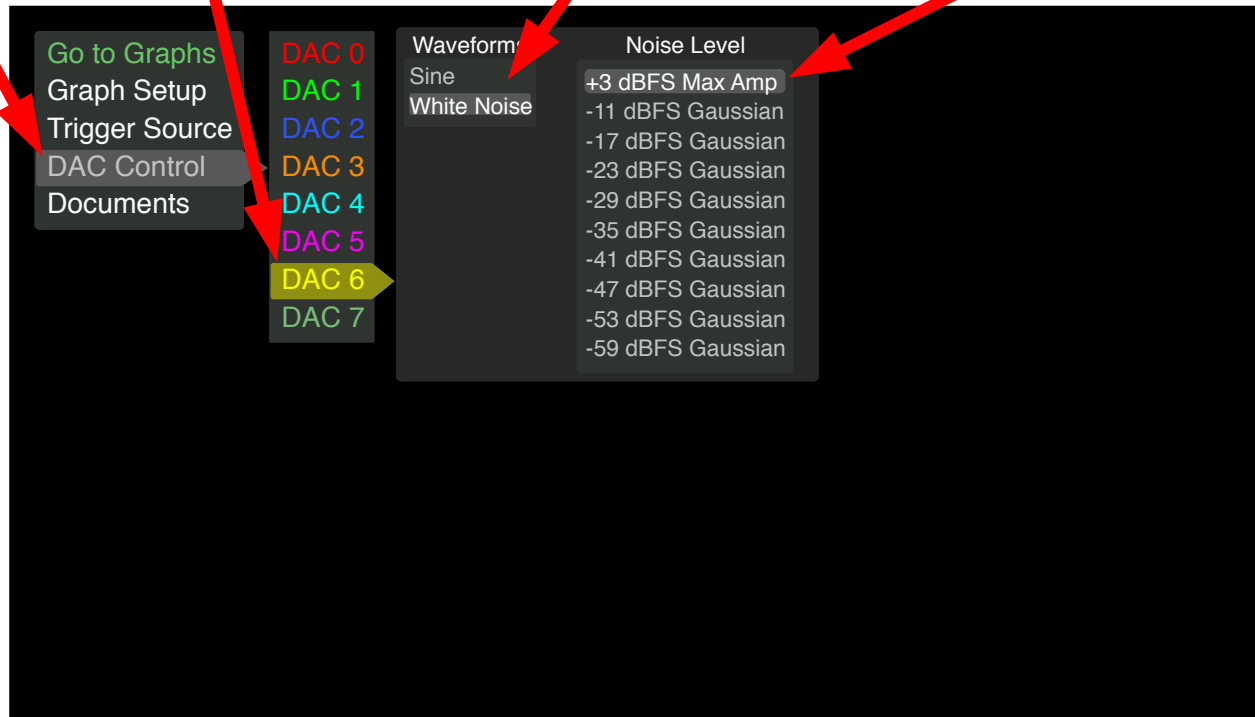 Go to Graphs
Graph Setup
Trigger Source
DAC Control
Documents
DAC 0
DAC 1
DAC 2
DAC 3
DAC 4
DAC 5
DAC 6
DAC 7
Waveforms
Sine
White Noise
Noise Level
+3 dBFS Max Amp
-11 dBFS Gaussian
-17 dBFS Gaussian
-23 dBFS Gaussian
-29 dBFS Gaussian
-35 dBFS Gaussian
-41 dBFS Gaussian
-47 dBFS Gaussian
-53 dBFS Gaussian
-59 dBFS Gaussian